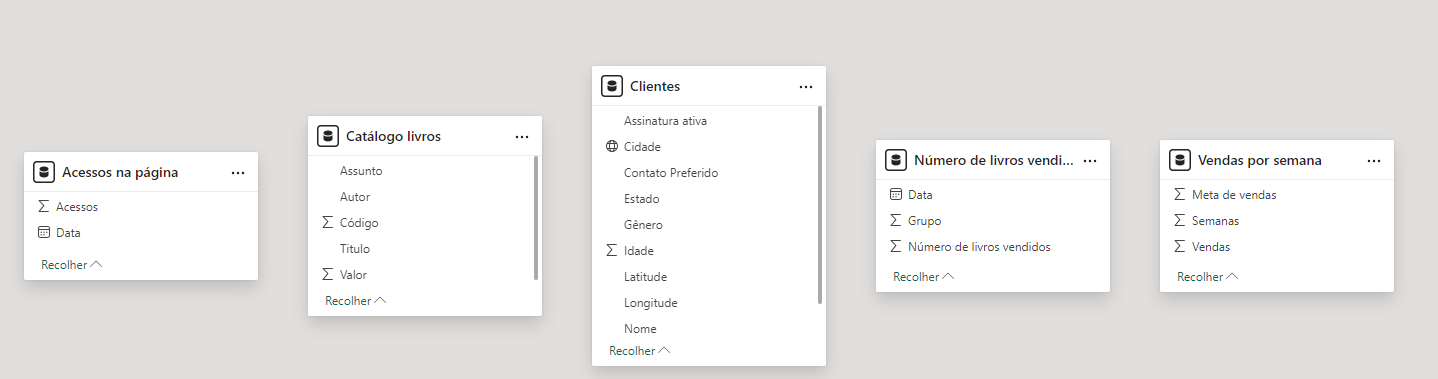 Acessos na página
Acessos
Data
Recolher
Catálogo livros
Assunto
Autor
Código
Titulo
Valor
Recolher
Clientes
Assinatura ativa
Cidade
Contato Preferido
Estado
Gênero
Idade
Latitude
Longitude
Nome
Recolher
Número de livros vendi...
Data
Grupo
Número de livros vendidos
Recolher
Vendas por semana
Meta de vendas
Semanas
Vendas
Recolher